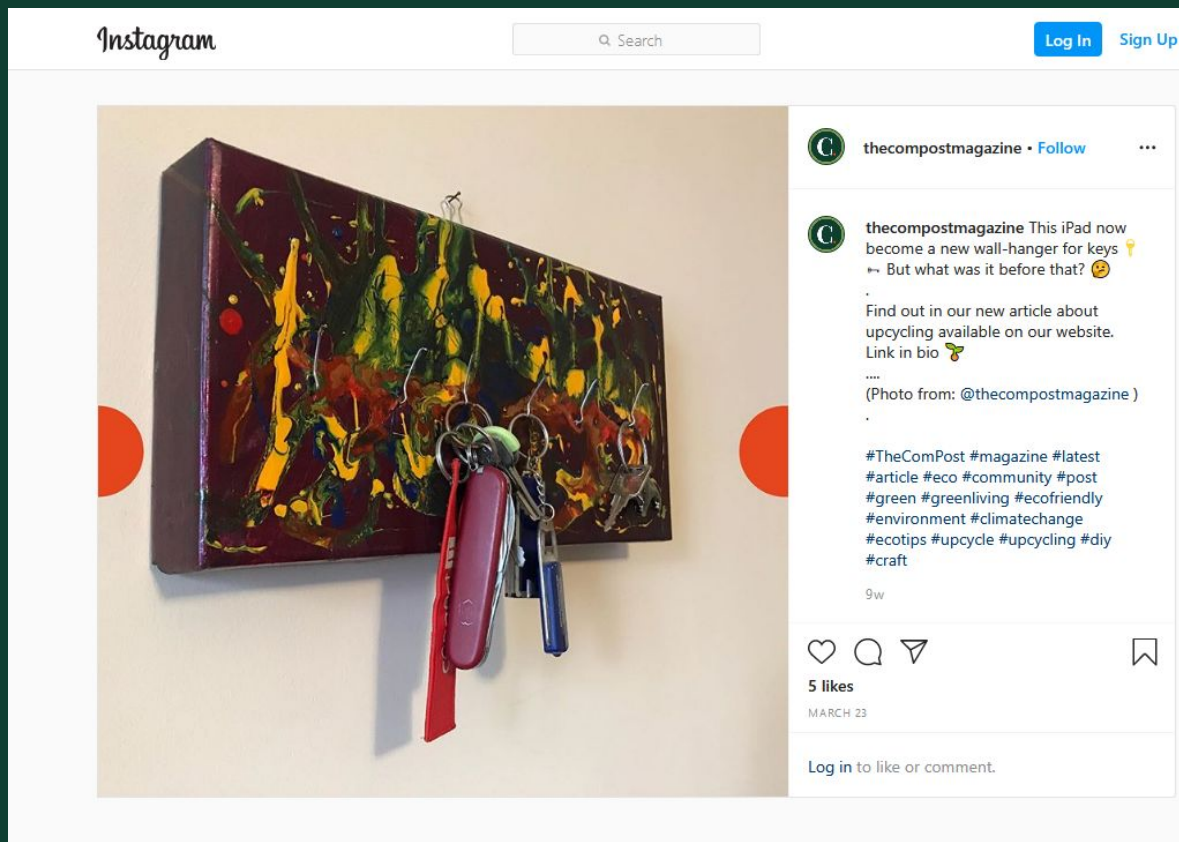 Instagram
Search
Log In
Sign Up
C.
thecompostmagazine • Follow
C.
thecompostmagazine This iPad now
become a new wall-hanger for keys
But what was it before that? 🤔
.
Find out in our new article about
upcycling available on our website.
Link in bio 🌱
....
(Photo from: @thecompostmagazine )
.
#TheComPost #magazine #latest
#article #eco #community #post
#green #greenliving #ecofriendly
#environment #climatechange
#ecotips #upcycle #upcycling #diy
#craft
9w
5 likes
MARCH 23
Log in to like or comment.